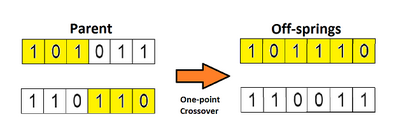 Parent
Off-springs
1 0 1 0 1 1
1 0 1 1 1 0
1 1 0 1 1 0
One-point
Crossover
1 1 0 0 1 1